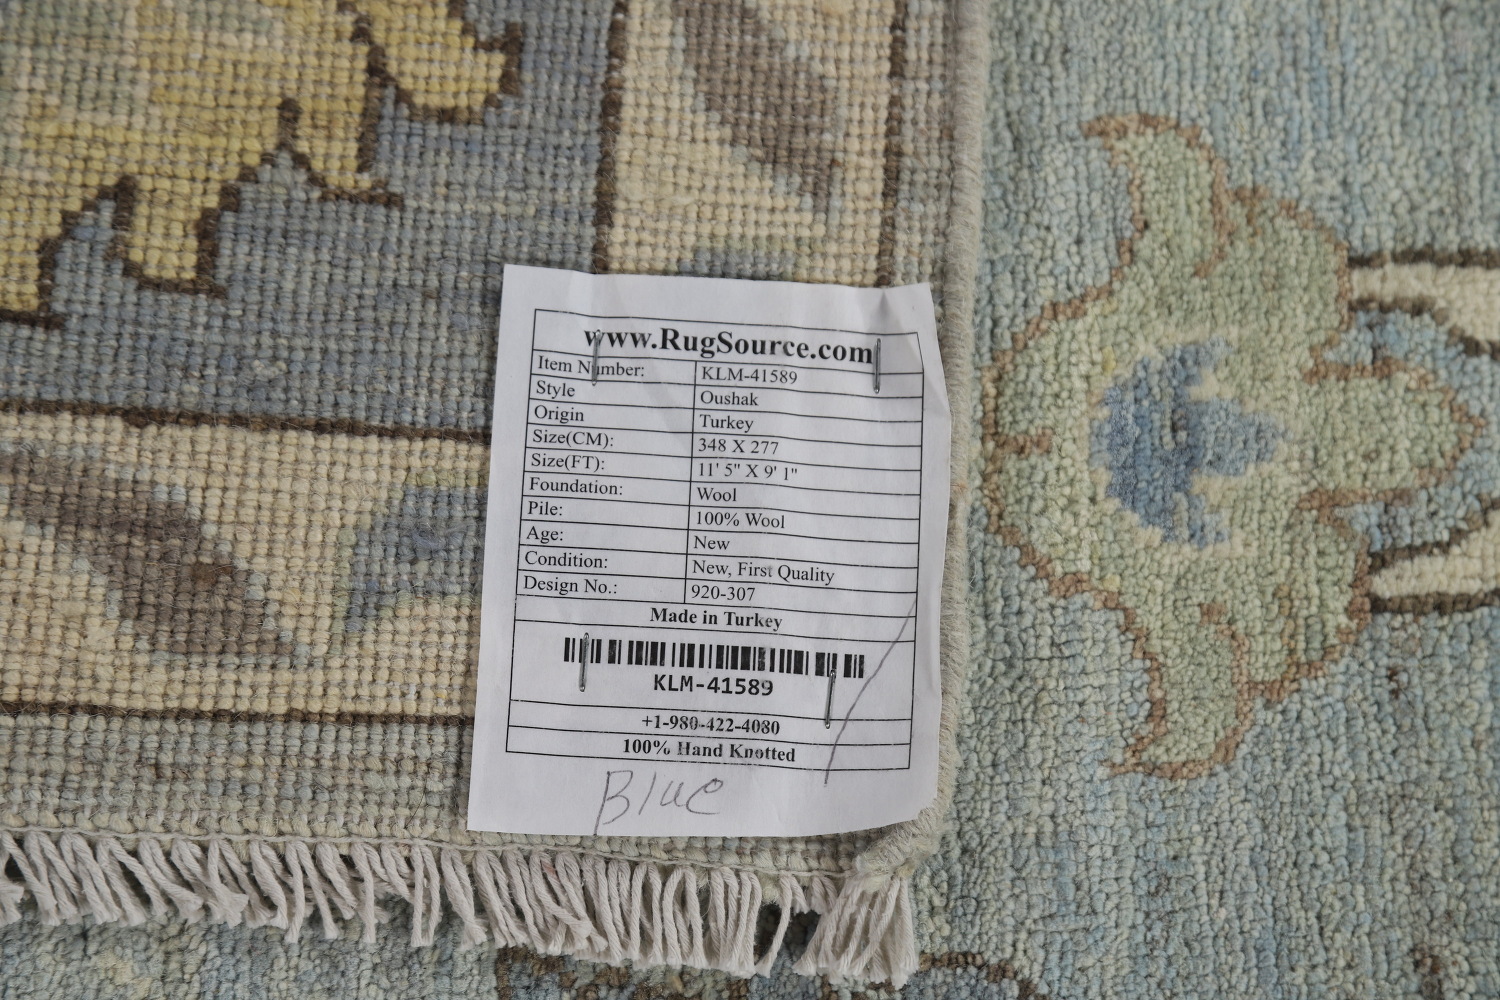 www.RugSource.com
Item Number: KLM-41589
Style Oushak
Origin Turkey
Size(CM): 348 X 277
Size(FT): 11' 5" X 9' 1"
Foundation: Wool
Pile: 100% Wool
Age: New
Condition: New, First Quality
Design No.: 920-307
Made in Turkey
KLM-41589
+1-980-422-4080
100% Hand Knotted
Blue